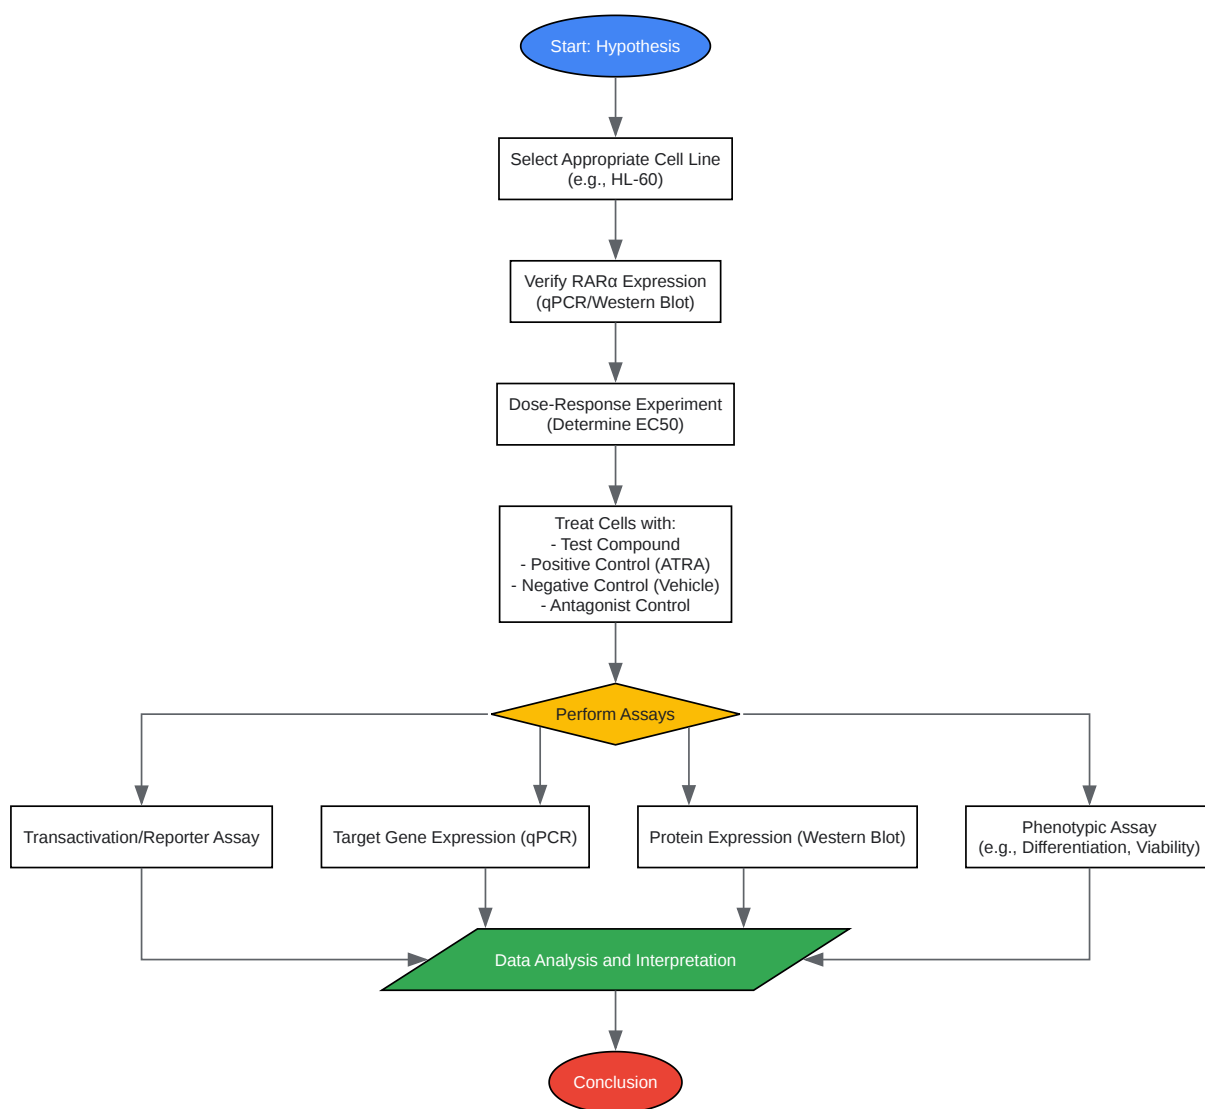 Start: Hypothesis
Select Appropriate Cell Line
(e.g., HL-60)
Verify RARα Expression
(qPCR/Western Blot)
Dose-Response Experiment
(Determine EC50)
Treat Cells with:
- Test Compound
- Positive Control (ATRA)
- Negative Control (Vehicle)
- Antagonist Control
Perform Assays
Transactivation/Reporter Assay
Target Gene Expression (qPCR)
Protein Expression (Western Blot)
Phenotypic Assay
(e.g., Differentiation, Viability)
Data Analysis and Interpretation
Conclusion